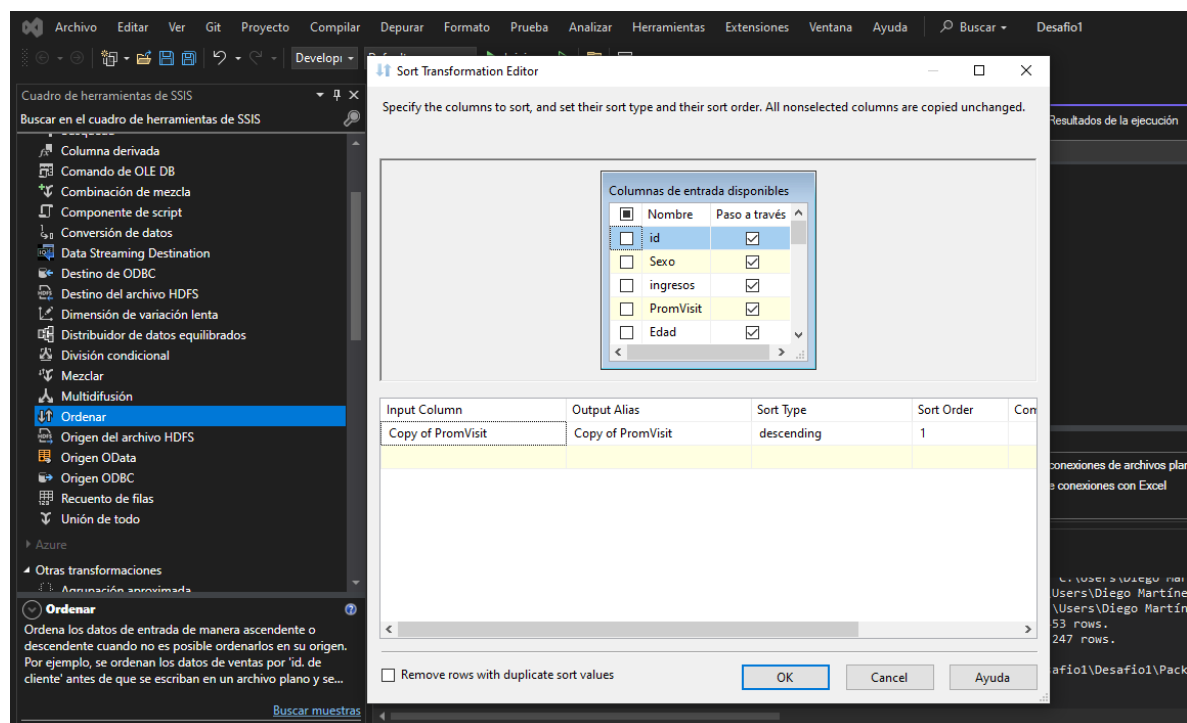 Archivo Editar Ver Git Proyecto Compilar Depurar Formato Prueba Analizar Herramientas Extensiones Ventana Ayuda Buscar Desafio1
Developi
Cuadro de herramientas de SSIS
Buscar en el cuadro de herramientas de SSIS
Columna derivada
Comando de OLE DB
Combinación de mezcla
Componente de script
Conversión de datos
Data Streaming Destination
Destino de ODBC
Destino del archivo HDFS
Dimensión de variación lenta
Distribuidor de datos equilibrados
División condicional
Mezclar
Multidifusión
Ordenar
Origen del archivo HDFS
Origen OData
Origen ODBC
Recuento de filas
Unión de todo
Azure
Otras transformaciones
Agrupación aproximada
Ordenar
Ordena los datos de entrada de manera ascendente o
descendente cuando no es posible ordenarlos en su origen.
Por ejemplo, se ordenan los datos de ventas por 'id. de
cliente' antes de que se escriban en un archivo plano y se...
Buscar muestras
Sort Transformation Editor
Specify the columns to sort, and set their sort type and their sort order. All nonselected columns are copied unchanged.
Columnas de entrada disponibles
Nombre Paso a través
id
Sexo
ingresos
PromVisit
Edad
Input Column Output Alias Sort Type Sort Order Com
Copy of PromVisit Copy of PromVisit descending 1
Remove rows with duplicate sort values
OK Cancel Ayuda
Resultados de la ejecución
conexiones de archivos plan
e conexiones con Excel
C:\Users\Diego Mar
Users\Diego Martíne
\Users\Diego Martín
53 rows.
247 rows.
afio1\Desafio1\Pack